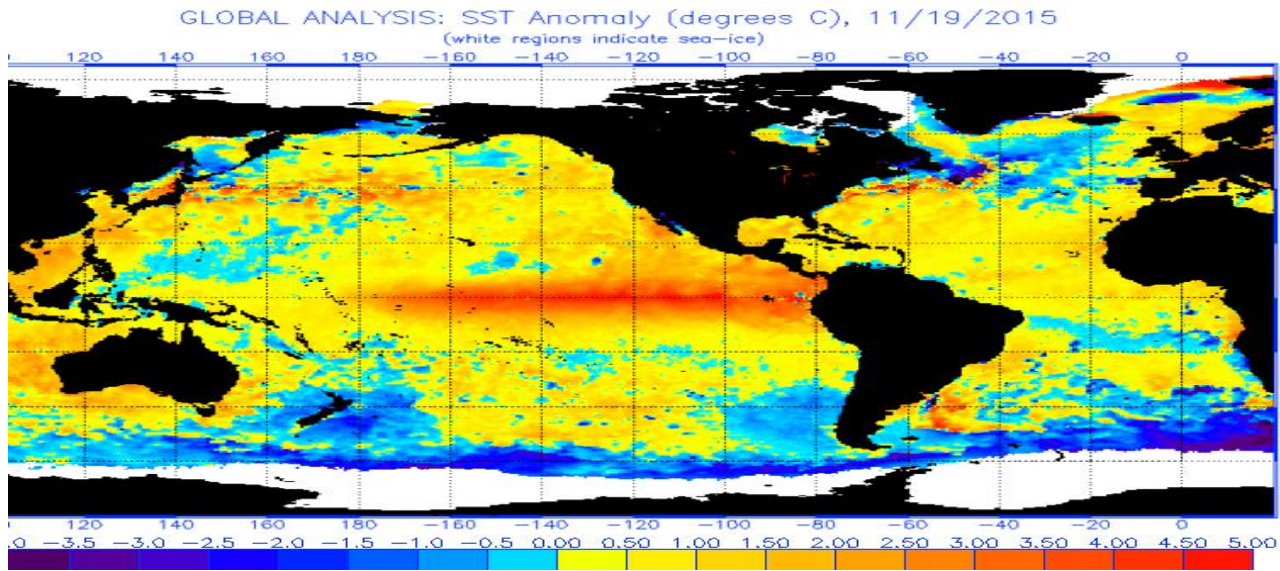 GLOBAL ANALYSIS: SST Anomaly (degrees C), 11/19/2015
(white regions indicate sea-ice)
120 140 160 180 -160 -140 -120 -100 -80 -60 -40 -20 0
120 140 160 180 -160 -140 -120 -100 -80 -60 -40 -20 0
.0 -3.5 -3.0 -2.5 -2.0 -1.5 -1.0 -0.5 0.00 0.50 1.00 1.50 2.00 2.50 3.00 3.50 4.00 4.50 5.00